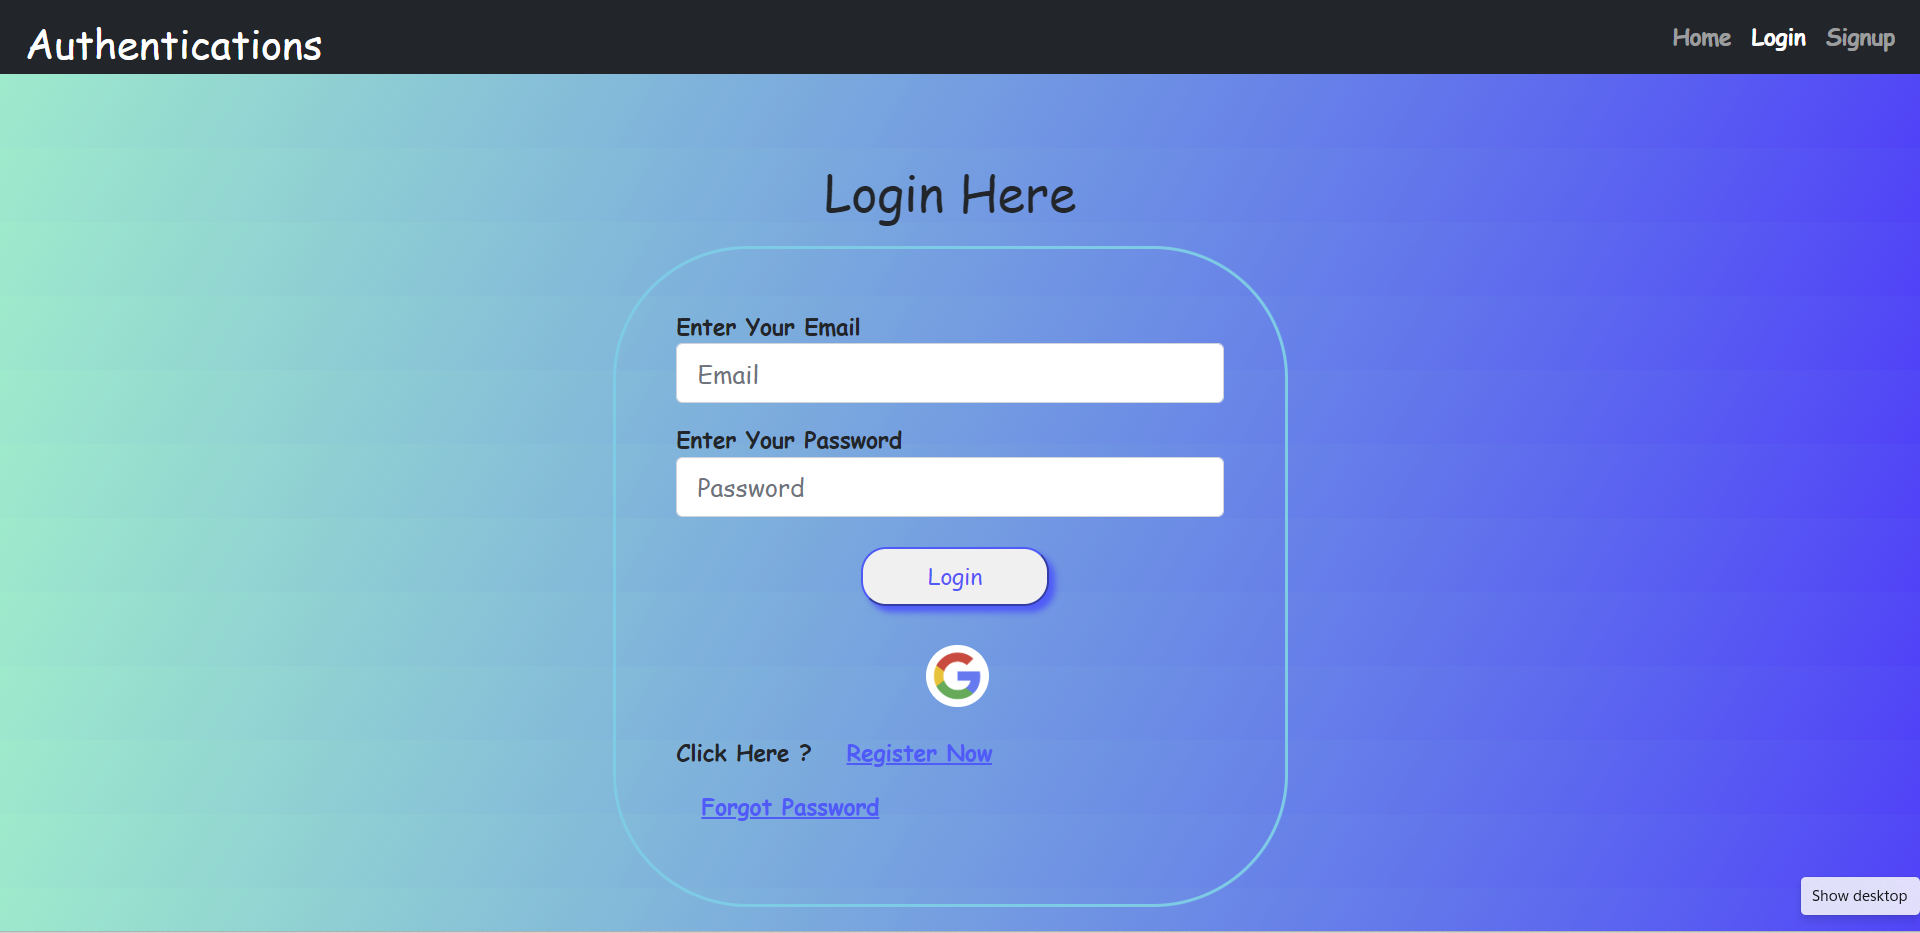 Authentications
Home Login Signup
Login Here
Enter Your Email
Email
Enter Your Password
Password
Login
Click Here ? Register Now
Forgot Password
Show desktop